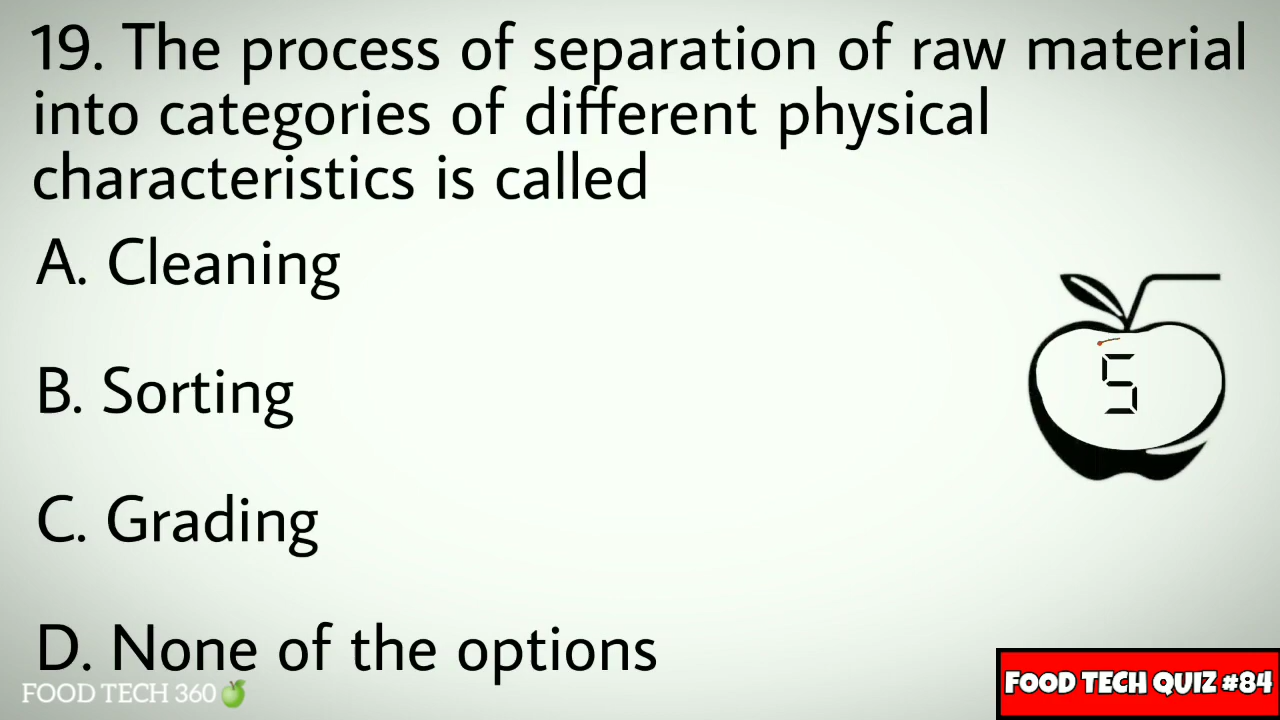 19. The process of separation of raw material
into categories of different physical
characteristics is called
A. Cleaning
B. Sorting
5
C. Grading
D. None of the options
FOOD TECH 360
FOOD TECH QUIZ #84